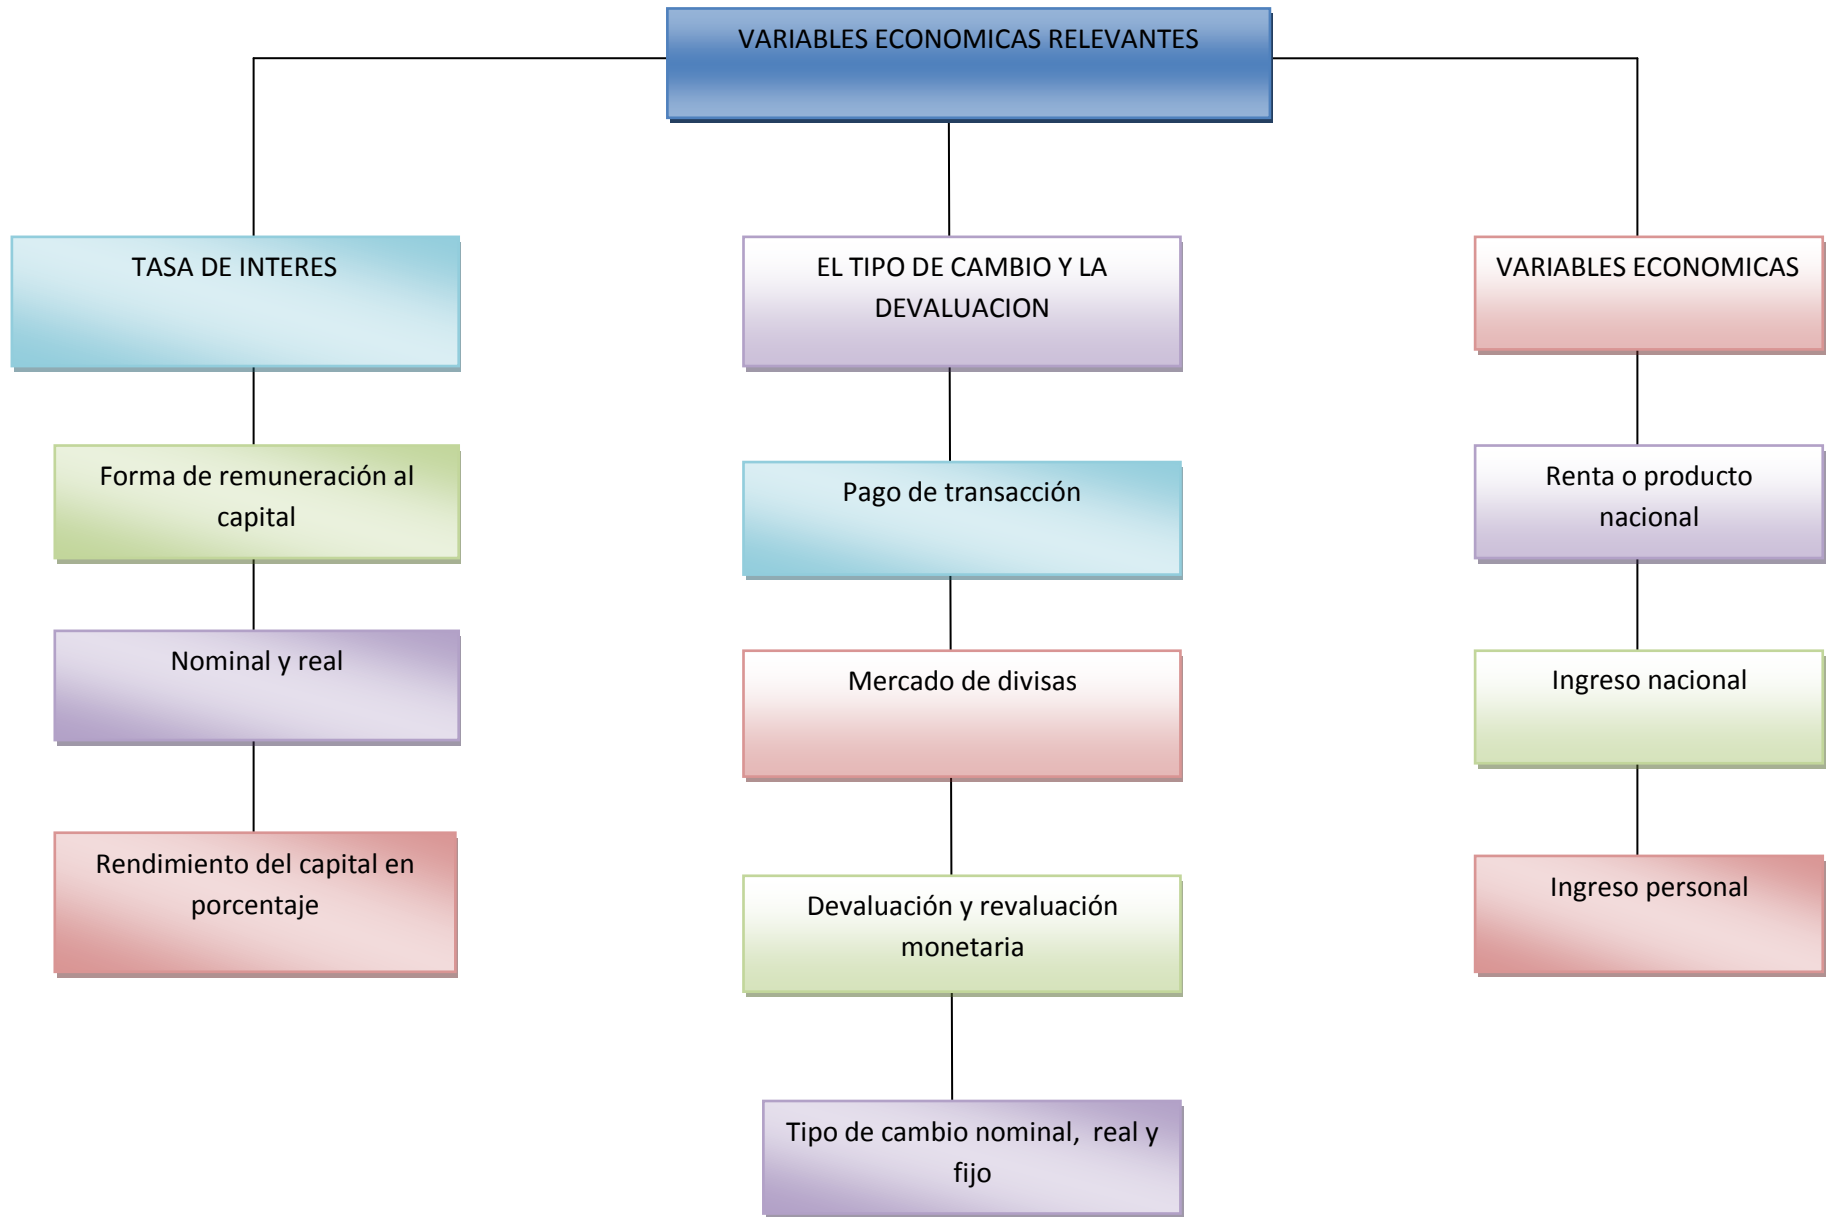 VARIABLES ECONOMICAS RELEVANTES
TASA DE INTERES
Forma de remuneración al
capital
Nominal y real
Rendimiento del capital en
porcentaje
EL TIPO DE CAMBIO Y LA
DEVALUACION
Pago de transacción
Mercado de divisas
Devaluación y revaluación
monetaria
Tipo de cambio nominal, real y
fijo
VARIABLES ECONOMICAS
Renta o producto
nacional
Ingreso nacional
Ingreso personal